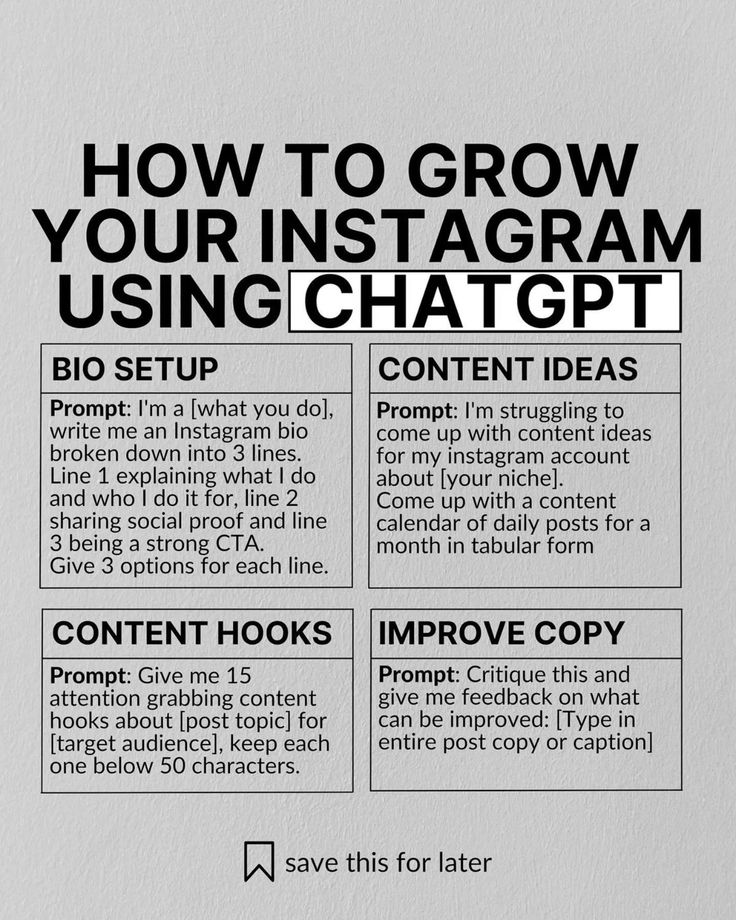 HOW TO GROW
YOUR INSTAGRAM
USING CHATGPT
BIO SETUP
Prompt: I'm a [what you do],
write me an Instagram bio
broken down into 3 lines.
Line 1 explaining what I do
and who I do it for, line 2
sharing social proof and line
3 being a strong CTA.
Give 3 options for each line.
CONTENT IDEAS
Prompt: I'm struggling to
come up with content ideas
for my instagram account
about [your niche].
Come up with a content
calendar of daily posts for a
month in tabular form
CONTENT HOOKS
Prompt: Give me 15
attention grabbing content
hooks about [post topic] for
[target audience], keep each
one below 50 characters.
IMPROVE COPY
Prompt: Critique this and
give me feedback on what
can be improved: [Type in
entire post copy or caption]
save this for later